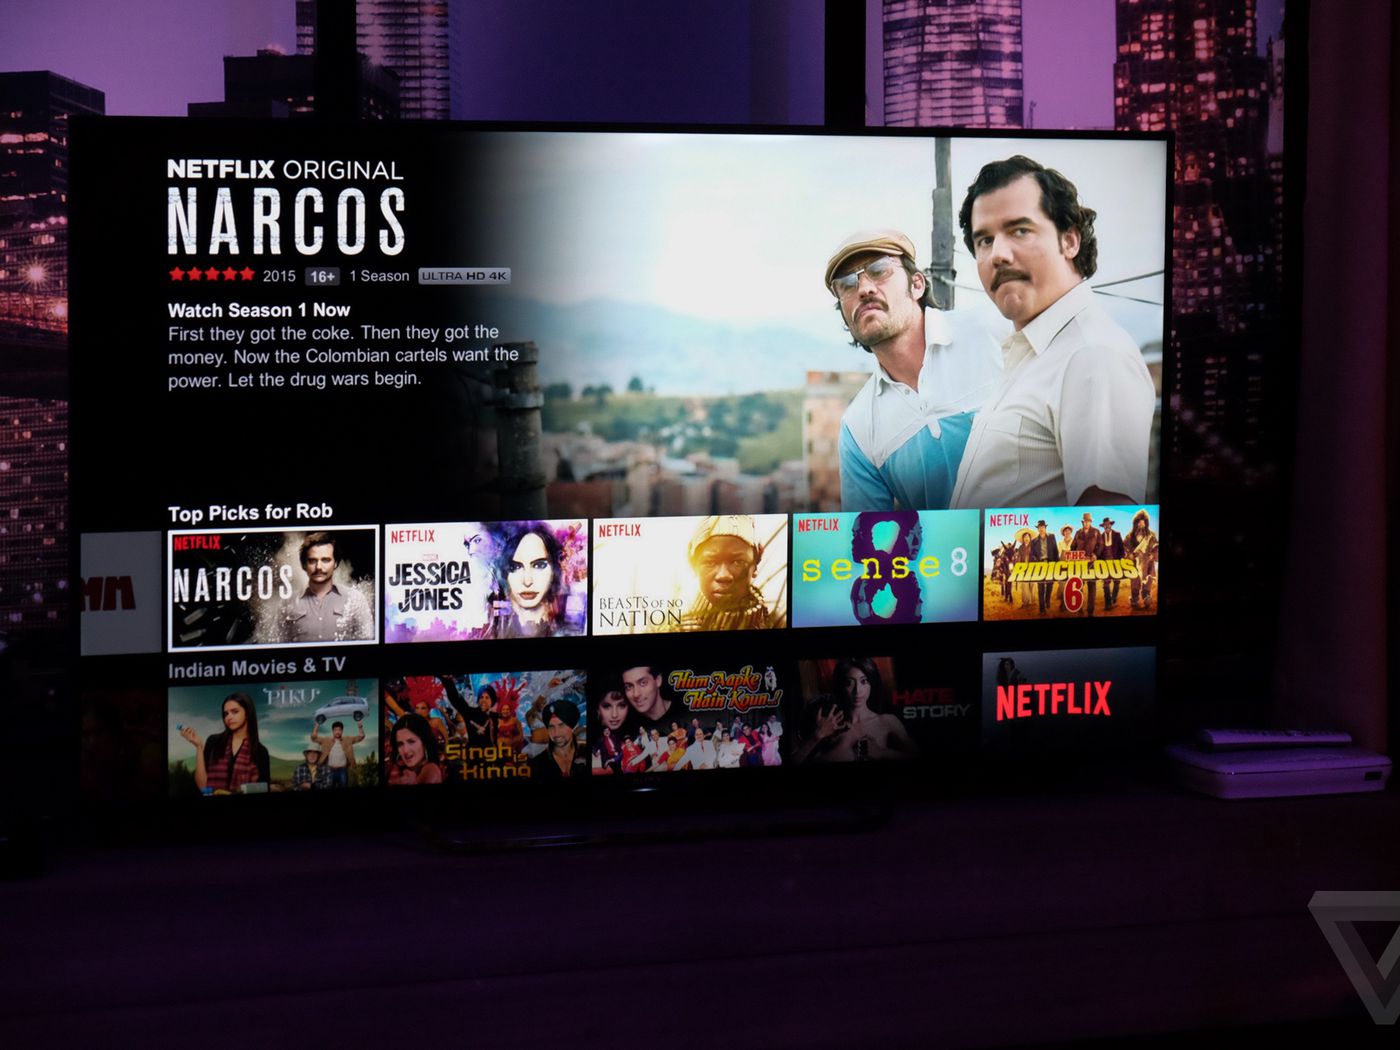 NETFLIX ORIGINAL
NARCOS
2015 16+ 1 Season ULTRA HD 4K
Watch Season 1 Now
First they got the coke. Then they got the
money. Now the Colombian cartels want the
power. Let the drug wars begin.
Top Picks for Rob
NETFLIX
NARCOS
NETFLIX
JESSICA
JONES
NETFLIX
BEASTS OF NO
NATION
NETFLIX
sense8
NETFLIX
THE
RIDICULOUS
6
Indian Movies & TV
PIKU
Singh is
Kinng
Hum Aapke
Hain Koun..!
HATE
STORY
NETFLIX